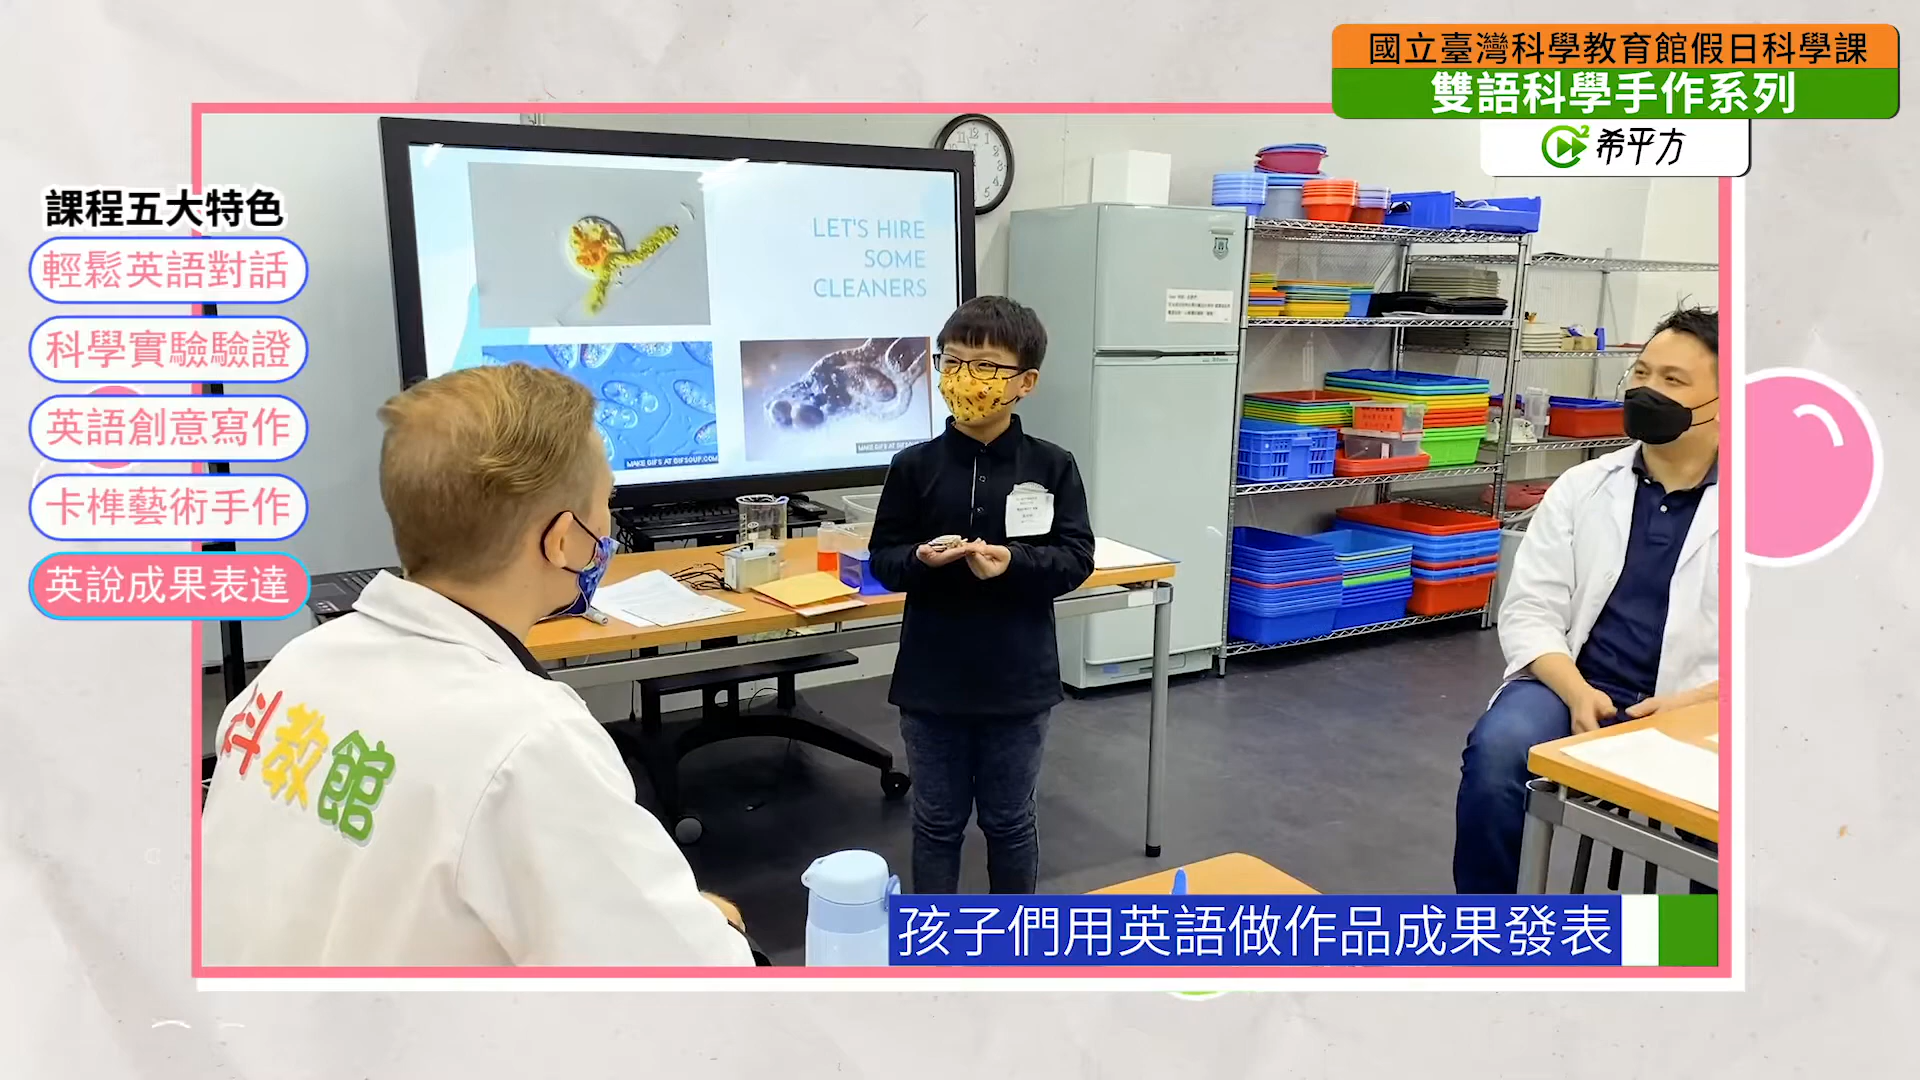 國立臺灣科學教育館假日科學課
雙語科學手作系列
希平方
課程五大特色
輕鬆英語對話
科學實驗驗證
英語創意寫作
卡榫藝術手作
英說成果表達
LET'S HIRE
SOME
CLEANERS
MAKE GIFS AT GIFSOUP.COM
MAKE GIFS AT GIFSOUP
科教館
孩子們用英語做作品成果發表